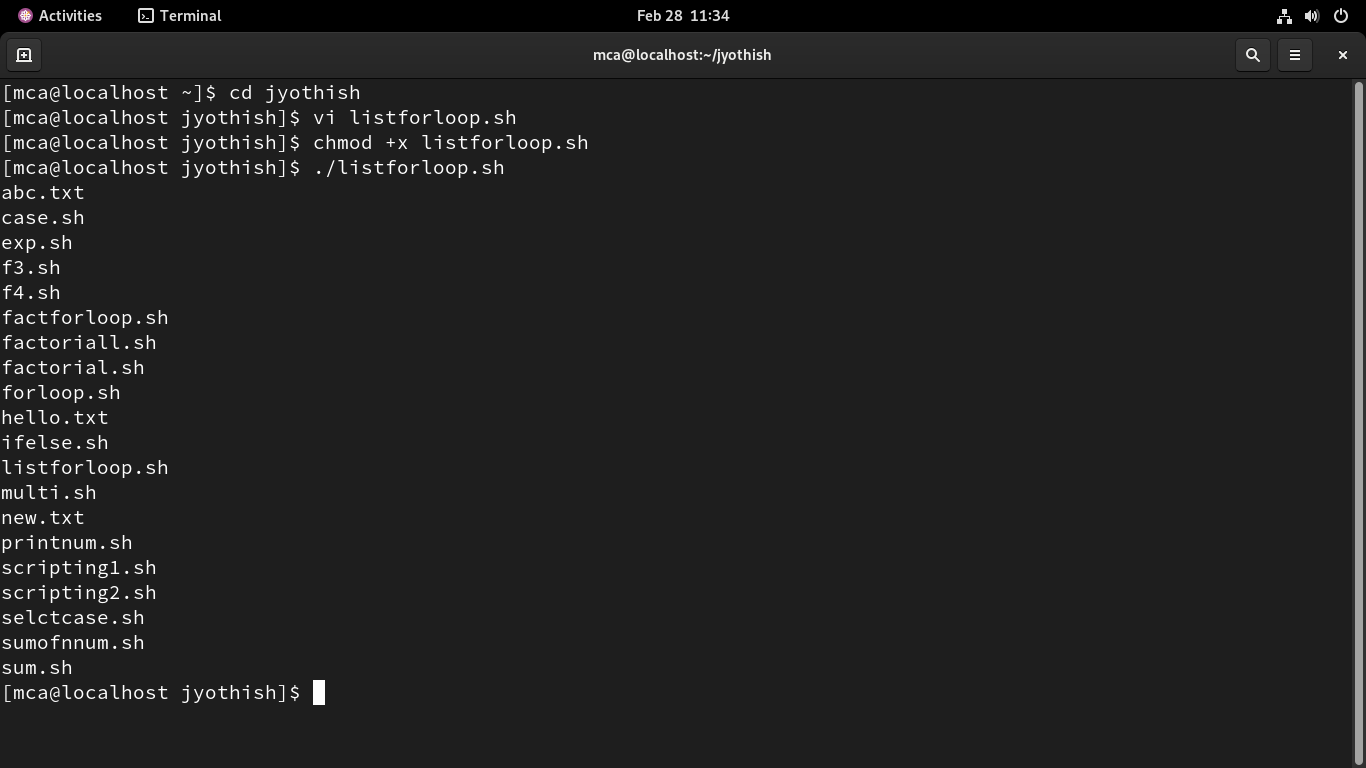 Activities Terminal Feb 28 11:34
mca@localhost:~/jyothish
[mca@localhost ~]$ cd jyothish
[mca@localhost jyothish]$ vi listforloop.sh
[mca@localhost jyothish]$ chmod +x listforloop.sh
[mca@localhost jyothish]$ ./listforloop.sh
abc.txt
case.sh
exp.sh
f3.sh
f4.sh
factforloop.sh
factoriall.sh
factorial.sh
forloop.sh
hello.txt
ifelse.sh
listforloop.sh
multi.sh
new.txt
printnum.sh
scripting1.sh
scripting2.sh
selctcase.sh
sumofnnum.sh
sum.sh
[mca@localhost jyothish]$